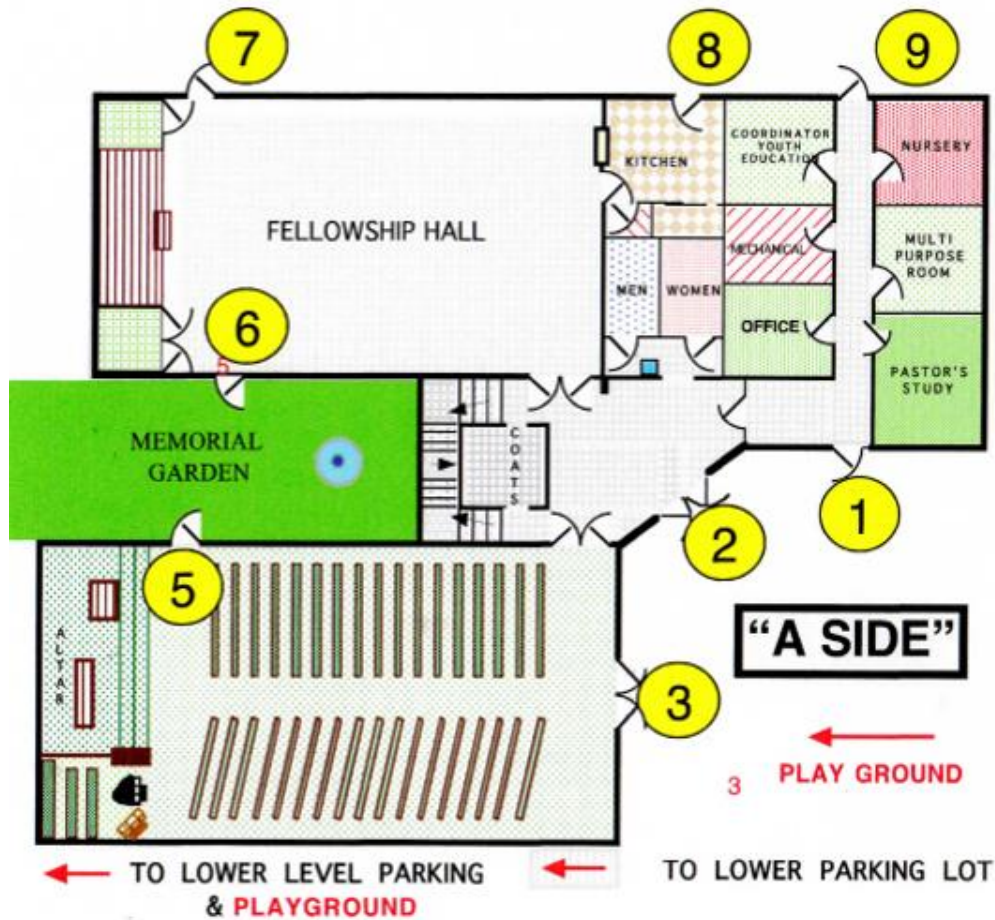 7
8
9
COORDINATOR
YOUTH
EDUCATION
NURSERY
KITCHEN
FELLOWSHIP HALL
MULTI
PURPOSE
ROOM
MECHANICAL
MEN
WOMEN
OFFICE
6
5
PASTOR'S
STUDY
MEMORIAL
GARDEN
COATS
1
2
5
"A SIDE"
ALTAR
3
PLAY GROUND
3
TO LOWER LEVEL PARKING
& PLAYGROUND
TO LOWER PARKING LOT